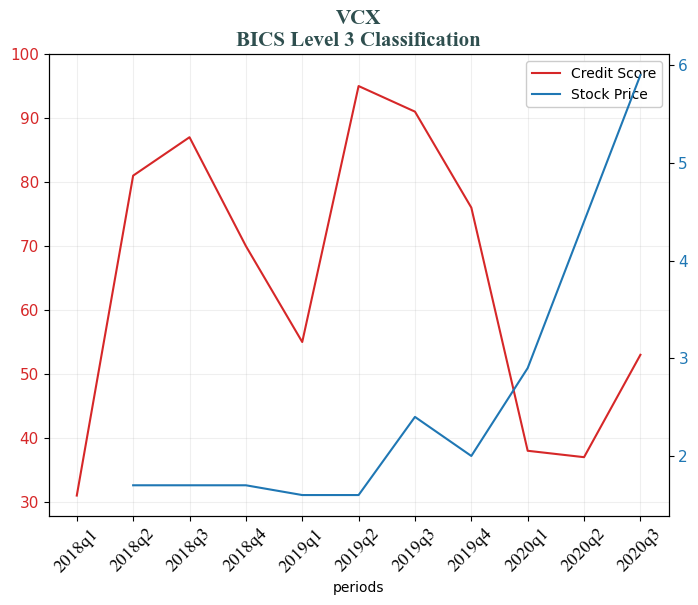 VCX
BICS Level 3 Classification
Credit Score
Stock Price
100
90
80
70
60
50
40
30
6
5
4
3
2
2018q1
2018q2
2018q3
2018q4
2019q1
2019q2
2019q3
2019q4
2020q1
2020q2
2020q3
periods